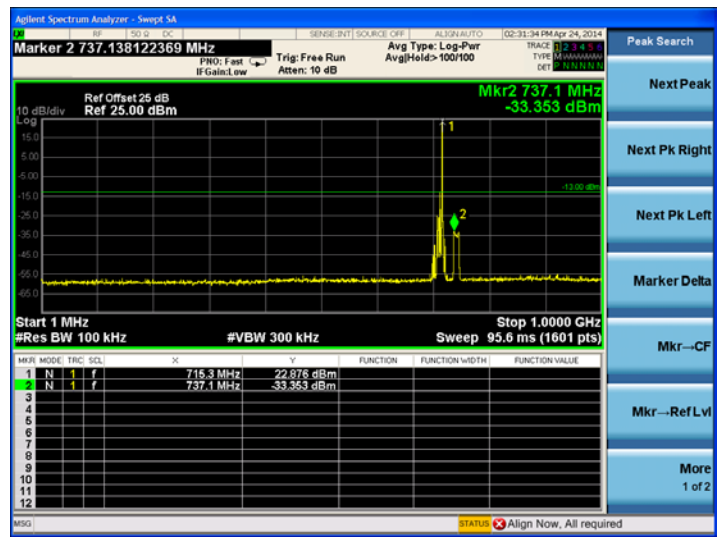 Agilent Spectrum Analyzer - Swept SA
RF 50 Ω DC SENSE:INT SOURCE OFF ALIGN AUTO 02:31:34 PM Apr 24, 2014
Marker 2 737.138122369 MHz
PNO: Fast
IFGain:Low
Trig: Free Run
Atten: 10 dB
Avg Type: Log-Pwr
Avg|Hold:> 100/100
TRACE 1 2 3 4 5 6
TYPE M
DET P N N N N N
Peak Search
Next Peak
Next Pk Right
Next Pk Left
Marker Delta
Mkr→CF
Mkr→Ref Lvl
More
1 of 2
Ref Offset 25 dB
10 dB/div Ref 25.00 dBm
Mkr2 737.1 MHz
-33.353 dBm
Log
15.0
5.00
-5.00
-15.0
-25.0
-35.0
-45.0
-55.0
-65.0
1
-13.00 dBm
2
Start 1 MHz
Stop 1.0000 GHz
#Res BW 100 kHz #VBW 300 kHz Sweep 95.6 ms (1601 pts)
MKR MODE TRC SCL X Y FUNCTION FUNCTION WIDTH FUNCTION VALUE
1 N 1 f 715.3 MHz 22.876 dBm
2 N 1 f 737.1 MHz -33.353 dBm
3
4
5
6
7
8
9
10
11
12
MSG STATUS Align Now, All required